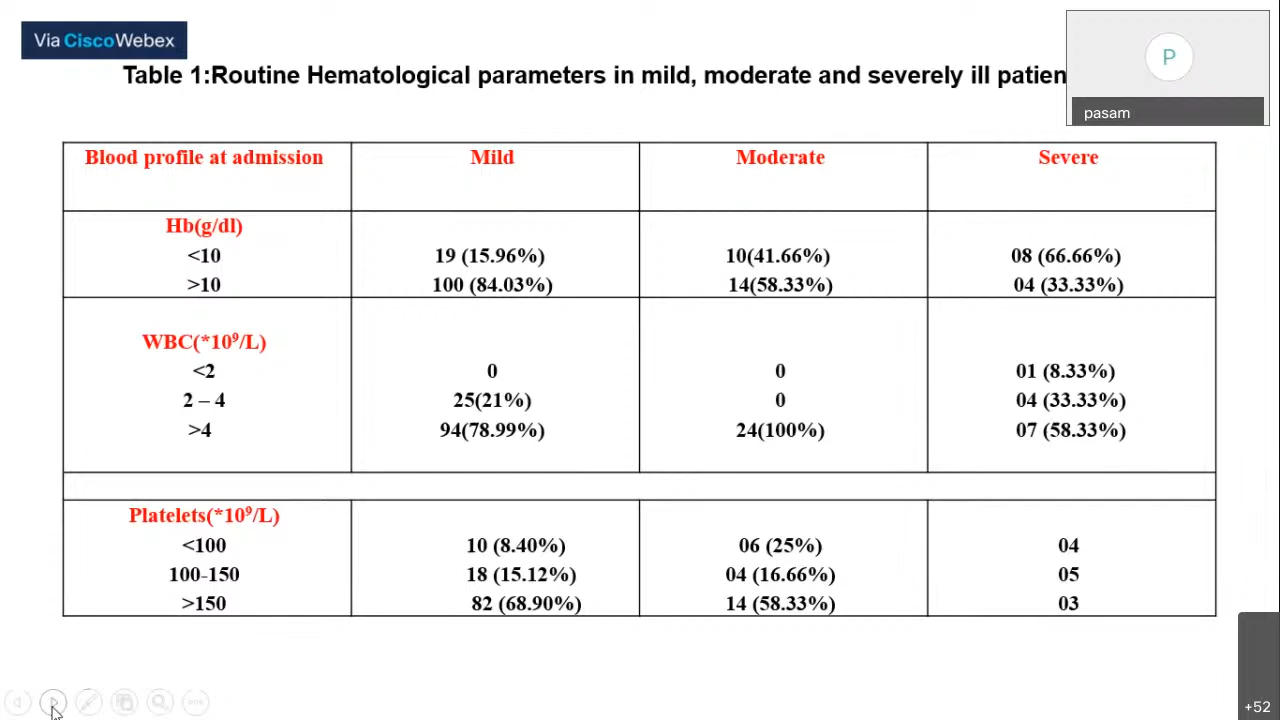 Via CiscoWebex
P
pasam
Table 1:Routine Hematological parameters in mild, moderate and severely ill patien
Blood profile at admission Mild Moderate Severe
Hb(g/dl)
<10 19 (15.96%) 10(41.66%) 08 (66.66%)
>10 100 (84.03%) 14(58.33%) 04 (33.33%)
WBC(*10⁹/L)
<2 0 0 01 (8.33%)
2 – 4 25(21%) 0 04 (33.33%)
>4 94(78.99%) 24(100%) 07 (58.33%)
Platelets(*10⁹/L)
<100 10 (8.40%) 06 (25%) 04
100-150 18 (15.12%) 04 (16.66%) 05
>150 82 (68.90%) 14 (58.33%) 03
+52